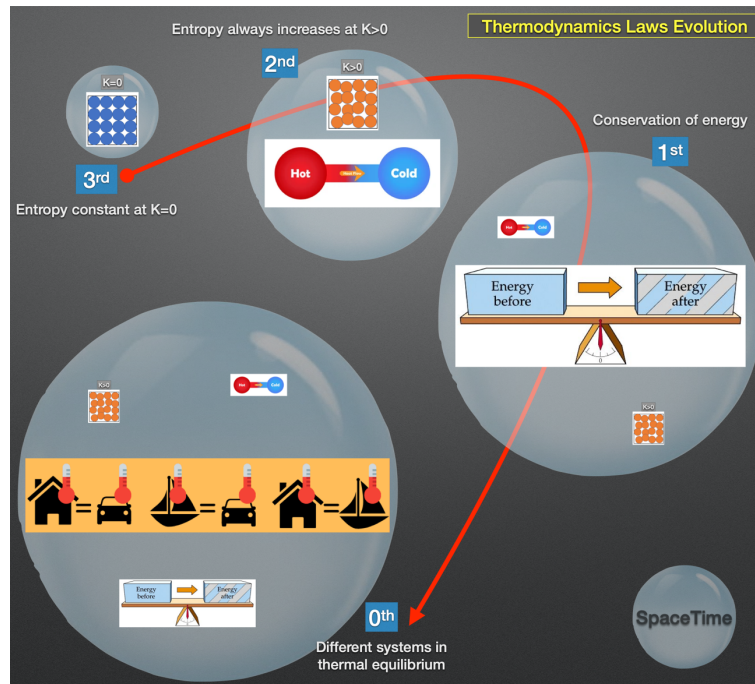 Thermodynamics Laws Evolution
Entropy always increases at K>0
2nd
K>0
K=0
Hot
Cold
3rd
Entropy constant at K=0
Conservation of energy
1st
Hot
Cold
Energy
before
Energy
after
0
K>0
Hot
Cold
K>0
Energy
before
Energy
after
0th
Different systems in
thermal equilibrium
SpaceTime